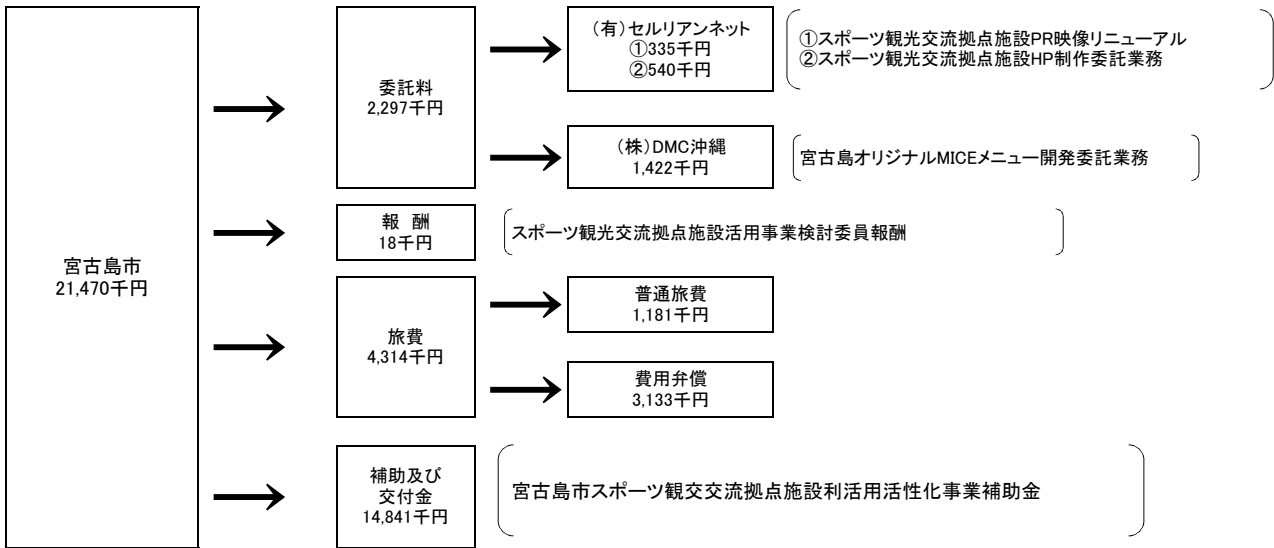 宮古島市
21,470千円
委託料
2,297千円
(有)セルリアンネット
①335千円
②540千円
①スポーツ観光交流拠点施設PR映像リニューアル
②スポーツ観光交流拠点施設HP制作委託業務
(株)DMC沖縄
1,422千円
宮古島オリジナルMICEメニュー開発委託業務
報 酬
18千円
スポーツ観光交流拠点施設活用事業検討委員報酬
旅費
4,314千円
普通旅費
1,181千円
費用弁償
3,133千円
補助及び
交付金
14,841千円
宮古島市スポーツ観交交流拠点施設利活用活性化事業補助金